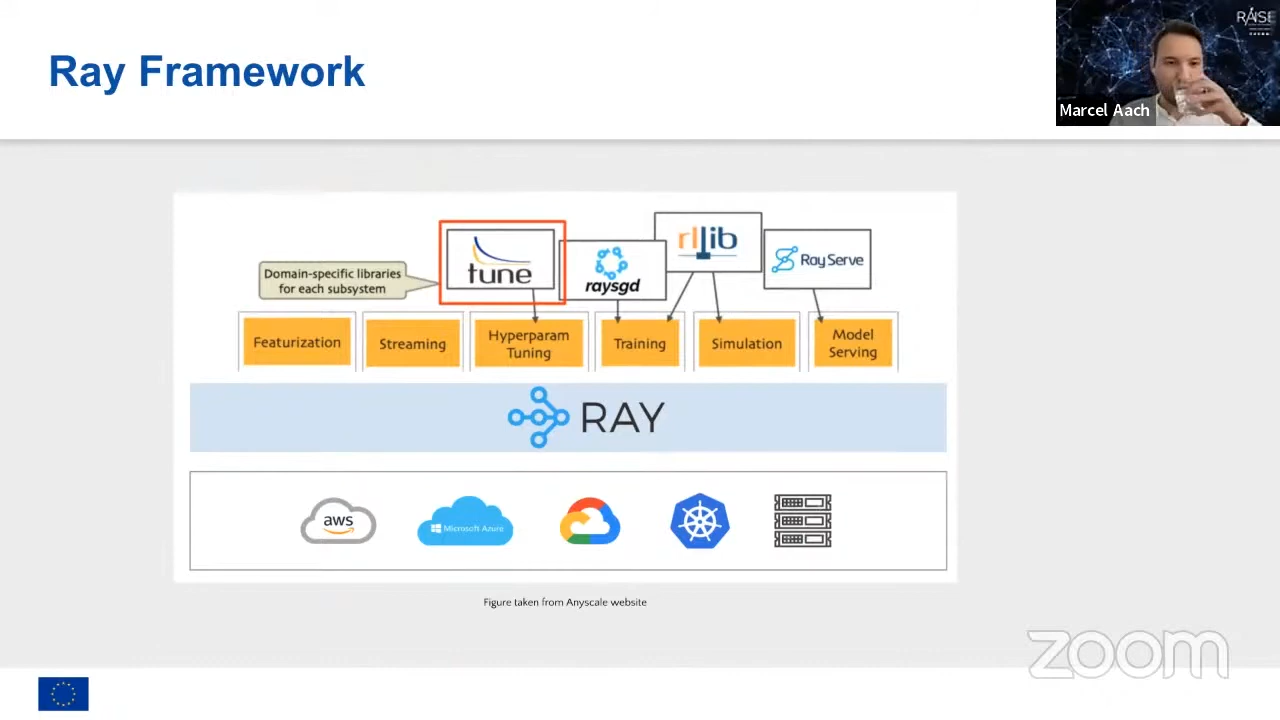 Ray Framework
RAISE
Marcel Aach
Domain-specific libraries
for each subsystem
tune
raysgd
rllib
Ray Serve
Featurization
Streaming
Hyperparam
Tuning
Training
Simulation
Model
Serving
RAY
aws
Microsoft Azure
Figure taken from Anyscale website
zoom